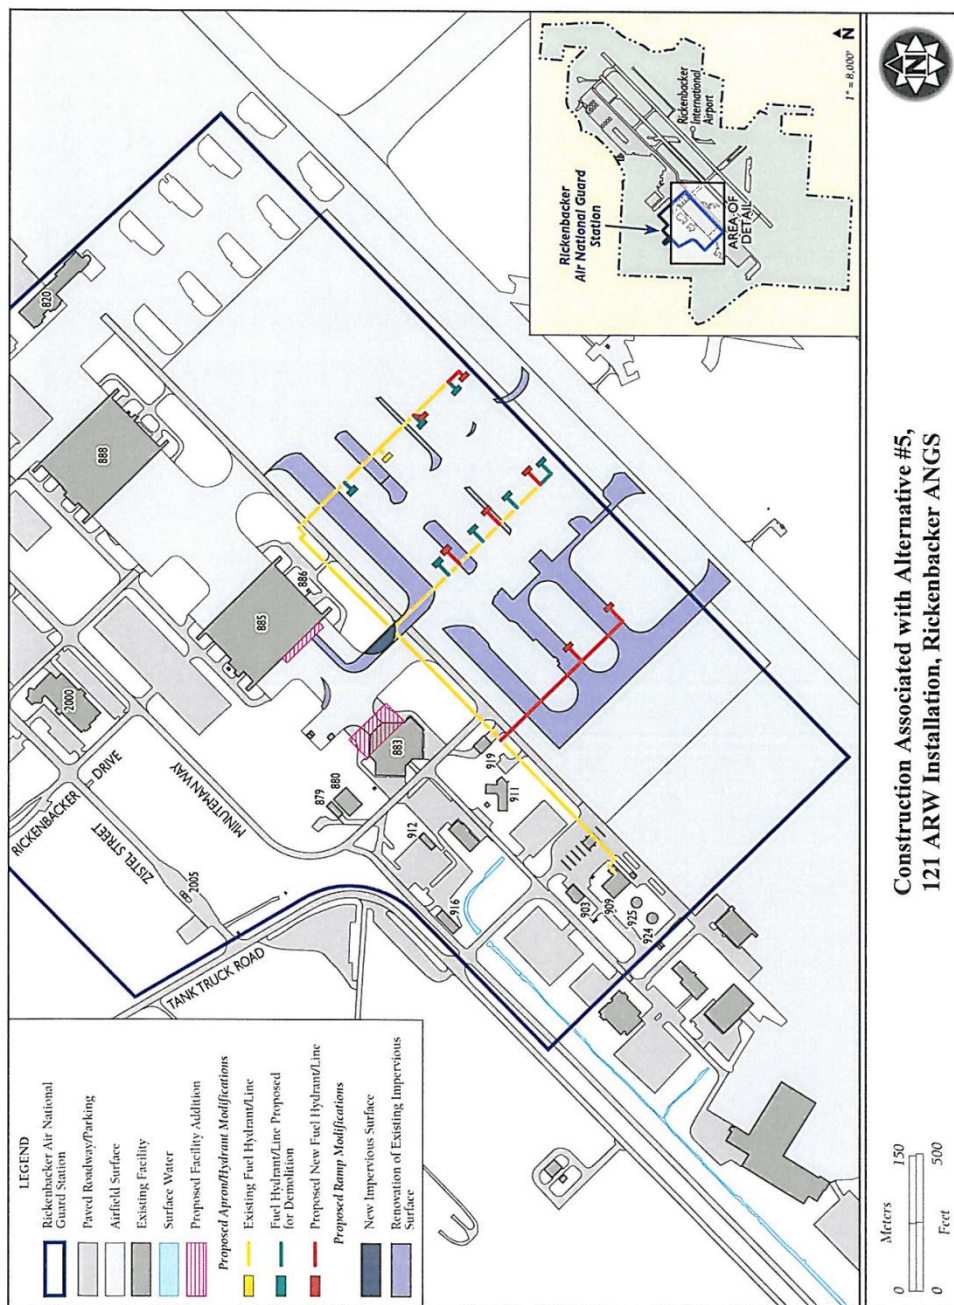 LEGEND
Rickenbacker Air National
Guard Station
Paved Roadway/Parking
Airfield Surface
Existing Facility
Surface Water
Proposed Facility Addition
Proposed Apron/Hydrant Modifications
Existing Fuel Hydrant/Line
Fuel Hydrant/Line Proposed
for Demolition
Proposed New Fuel Hydrant/Line
Proposed Ramp Modifications
New Impervious Surface
Renovation of Existing Impervious
Surface
RICKENBACKER DRIVE
ZISTEL STREET
MINUTEMAN WAY
TANK TRUCK ROAD
2005
2000
820
888
885
886
883
880
879
912
916
919
911
903
909
925
924
Rickenbacker
Air National Guard
Station
Rickenbacker
International
Airport
AREA OF
DETAIL
N
1" = 8,000'
Meters
0 150
0 500
Feet
Construction Associated with Alternative #5,
121 ARW Installation, Rickenbacker ANGS
N